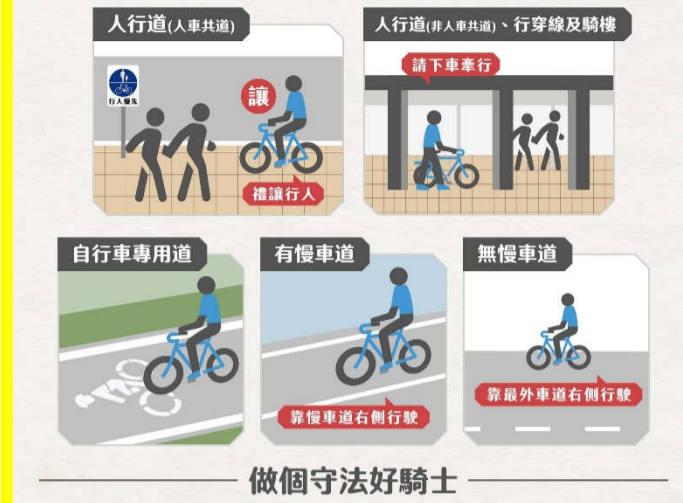 人行道(人車共道)
行人優先
讓
禮讓行人
人行道(非人車共道)、行穿線及騎樓
請下車牽行
自行車專用道
有慢車道
靠慢車道右側行駛
無慢車道
靠最外車道右側行駛
做個守法好騎士